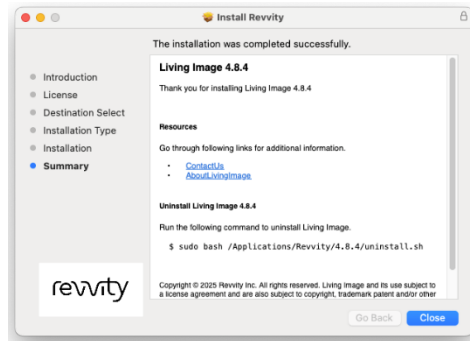 Install Revvity
The installation was completed successfully.
Introduction
License
Destination Select
Installation Type
Installation
Summary
Living Image 4.8.4
Thank you for installing Living Image 4.8.4
Resources
Go through following links for additional information.
• ContactUs
• AboutLivingImage
Uninstall Living Image 4.8.4
Run the following command to uninstall Living Image.
$ sudo bash /Applications/Revvity/4.8.4/uninstall.sh
Copyright © 2025 Revvity Inc. All rights reserved. Living Image and its use subject to
a license agreement and are also subject to copyright, trademark patent and/or other
revvity
Go Back
Close